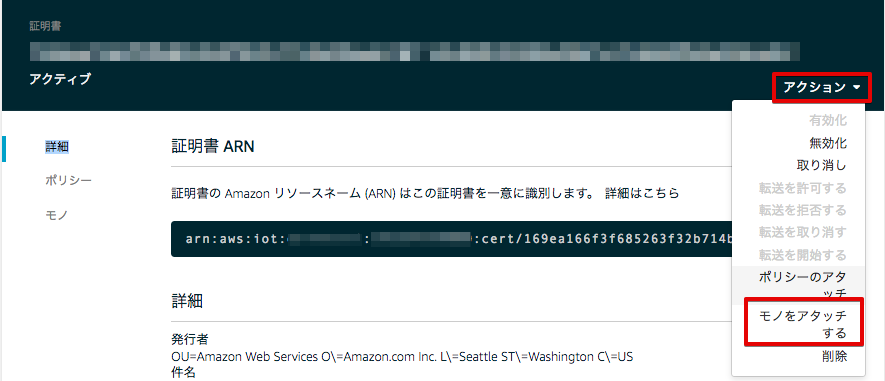 証明書
アクティブ
アクション
有効化
無効化
取り消し
転送を許可する
転送を拒否する
転送を取り消す
転送を開始する
ポリシーのアタ
ッチ
モノをアタッチ
する
削除
詳細
ポリシー
モノ
証明書 ARN
証明書の Amazon リソースネーム (ARN) はこの証明書を一意に識別します。 詳細はこちら
arn:aws:iot: : :cert/169ea166f3f685263f32b714b
詳細
発行者
OU=Amazon Web Services O\=Amazon.com Inc. L\=Seattle ST\=Washington C\=US
件名